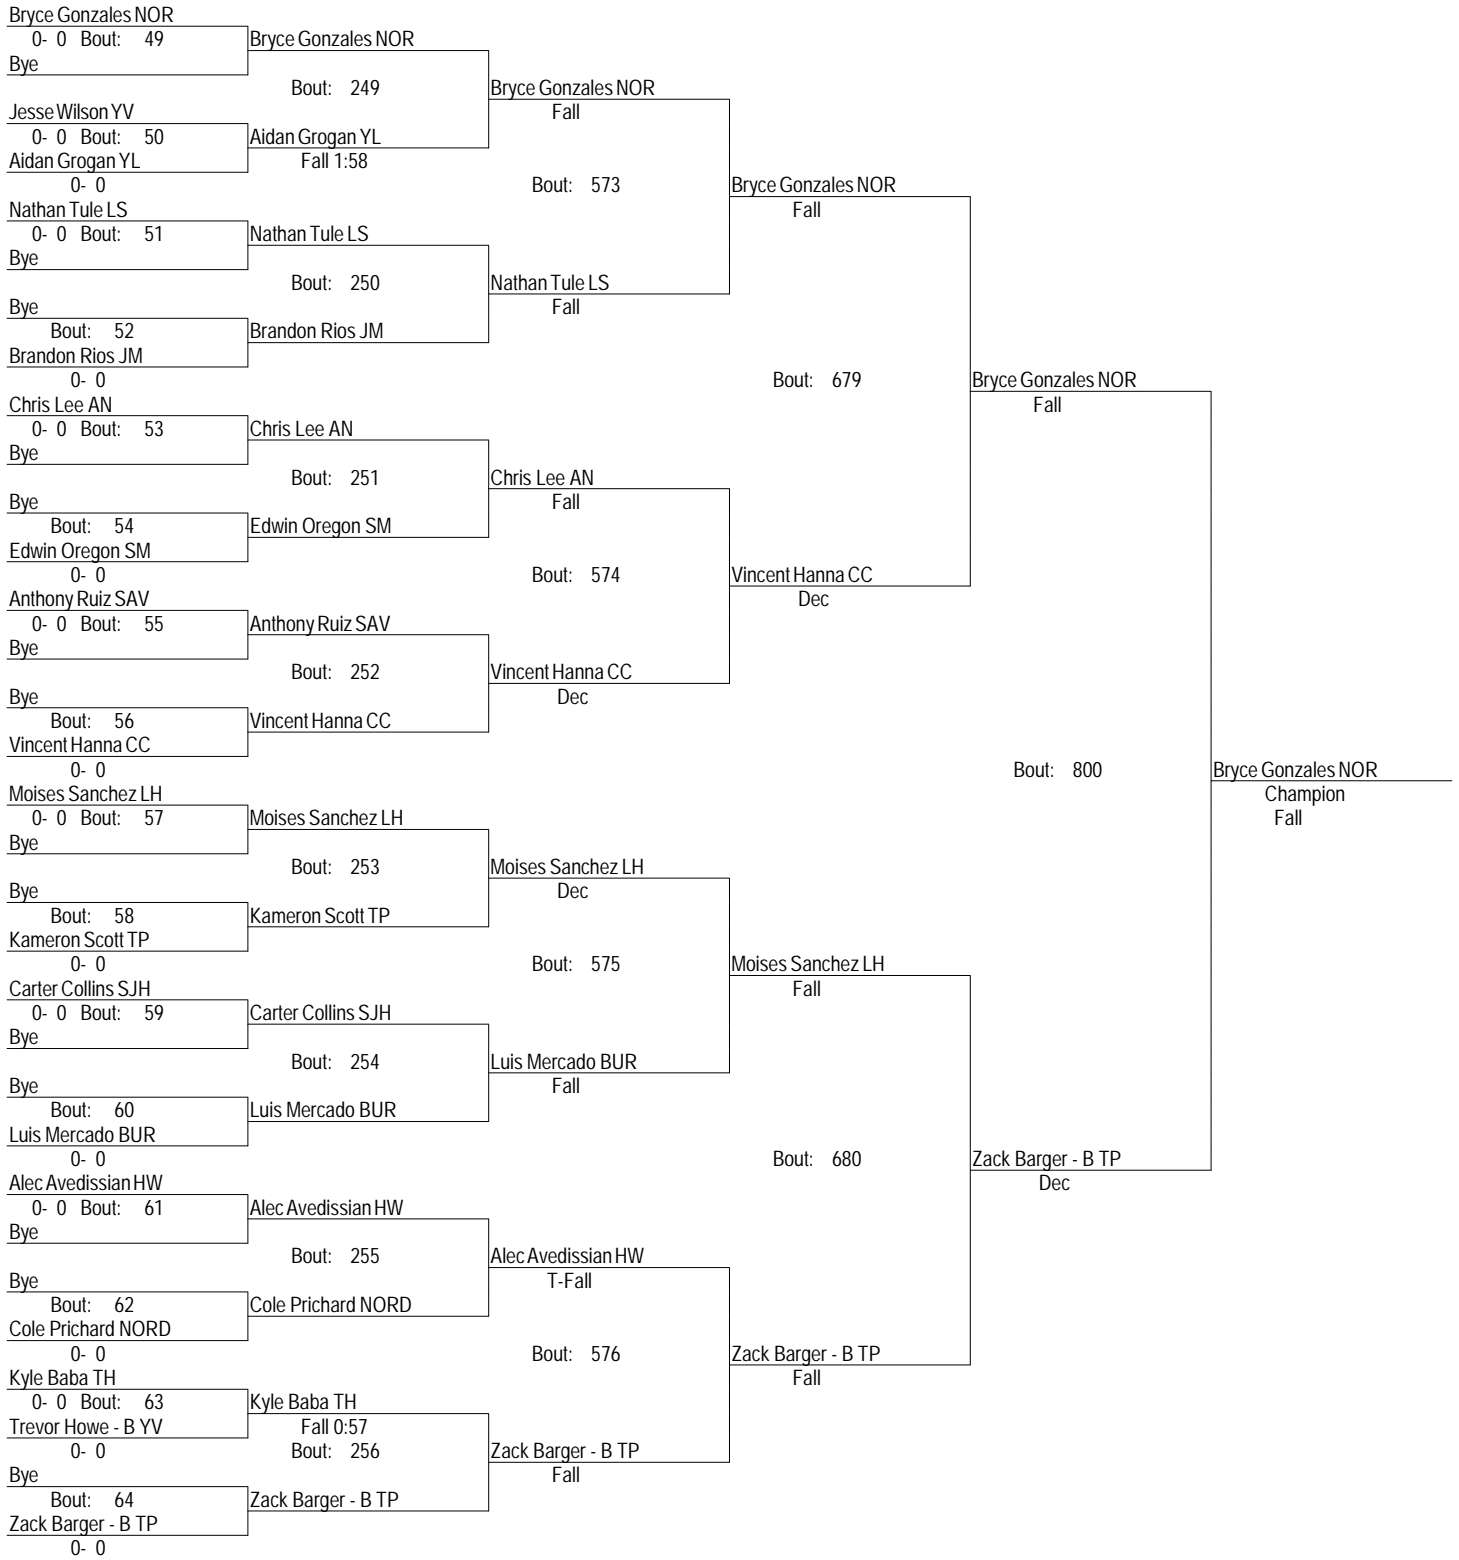 Bryce Gonzales NOR
0- 0 Bout: 49
Bye
Jesse Wilson YV
0- 0 Bout: 50
Aidan Grogan YL
0- 0
Nathan Tule LS
0- 0 Bout: 51
Bye
Bye
Bout: 52
Brandon Rios JM
0- 0
Chris Lee AN
0- 0 Bout: 53
Bye
Bye
Bout: 54
Edwin Oregon SM
0- 0
Anthony Ruiz SAV
0- 0 Bout: 55
Bye
Bye
Bout: 56
Vincent Hanna CC
0- 0
Moises Sanchez LH
0- 0 Bout: 57
Bye
Bye
Bout: 58
Kameron Scott TP
0- 0
Carter Collins SJH
0- 0 Bout: 59
Bye
Bye
Bout: 60
Luis Mercado BUR
0- 0
Alec Avedissian HW
0- 0 Bout: 61
Bye
Bye
Bout: 62
Cole Prichard NORD
0- 0
Kyle Baba TH
0- 0 Bout: 63
Trevor Howe - B YV
0- 0
Bye
Bout: 64
Zack Barger - B TP
0- 0
Bryce Gonzales NOR
Bout: 249
Aidan Grogan YL
Fall 1:58
Nathan Tule LS
Bout: 250
Brandon Rios JM
Chris Lee AN
Bout: 251
Edwin Oregon SM
Anthony Ruiz SAV
Bout: 252
Vincent Hanna CC
Moises Sanchez LH
Bout: 253
Kameron Scott TP
Carter Collins SJH
Bout: 254
Luis Mercado BUR
Alec Avedissian HW
Bout: 255
Cole Prichard NORD
Kyle Baba TH
Fall 0:57
Bout: 256
Zack Barger - B TP
Bryce Gonzales NOR
Fall
Bout: 573
Nathan Tule LS
Fall
Chris Lee AN
Fall
Bout: 574
Vincent Hanna CC
Dec
Moises Sanchez LH
Dec
Bout: 575
Luis Mercado BUR
Fall
Alec Avedissian HW
T-Fall
Bout: 576
Zack Barger - B TP
Fall
Bryce Gonzales NOR
Fall
Bout: 679
Vincent Hanna CC
Dec
Moises Sanchez LH
Fall
Bout: 680
Zack Barger - B TP
Fall
Bryce Gonzales NOR
Fall
Bout: 800
Zack Barger - B TP
Dec
Bryce Gonzales NOR
Champion
Fall